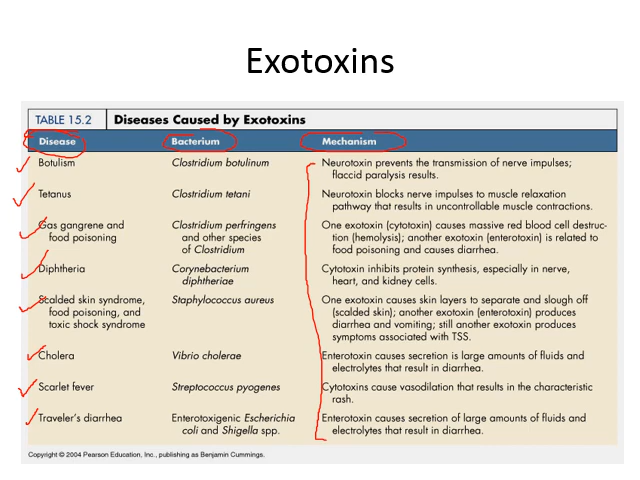 Exotoxins
TABLE 15.2 Diseases Caused by Exotoxins
Disease Bacterium Mechanism
Botulism Clostridium botulinum Neurotoxin prevents the transmission of nerve impulses;
flaccid paralysis results.
Tetanus Clostridium tetani Neurotoxin blocks nerve impulses to muscle relaxation
pathway that results in uncontrollable muscle contractions.
Gas gangrene and Clostridium perfringens One exotoxin (cytotoxin) causes massive red blood cell destruc-
food poisoning and other species tion (hemolysis); another exotoxin (enterotoxin) is related to
of Clostridium food poisoning and causes diarrhea.
Diphtheria Corynebacterium Cytotoxin inhibits protein synthesis, especially in nerve,
diphtheriae heart, and kidney cells.
Scalded skin syndrome, Staphylococcus aureus One exotoxin causes skin layers to separate and slough off
food poisoning, and (scalded skin); another exotoxin (enterotoxin) produces
toxic shock syndrome diarrhea and vomiting; still another exotoxin produces
symptoms associated with TSS.
Cholera Vibrio cholerae Enterotoxin causes secretion is large amounts of fluids and
electrolytes that result in diarrhea.
Scarlet fever Streptococcus pyogenes Cytotoxins cause vasodilation that results in the characteristic
rash.
Traveler's diarrhea Enterotoxigenic Escherichia Enterotoxin causes secretion of large amounts of fluids and
coli and Shigella spp. electrolytes that result in diarrhea.
Copyright © 2004 Pearson Education, Inc., publishing as Benjamin Cummings.